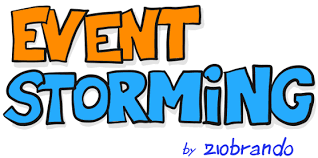 EVENT
STORMiNG
by ziobrando